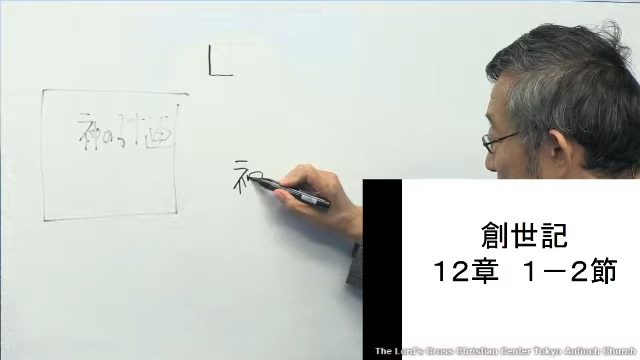 L
神の計画
創世記
12章 1−2節
The Lord's Cross Christian Center Tokyo Antioch Church